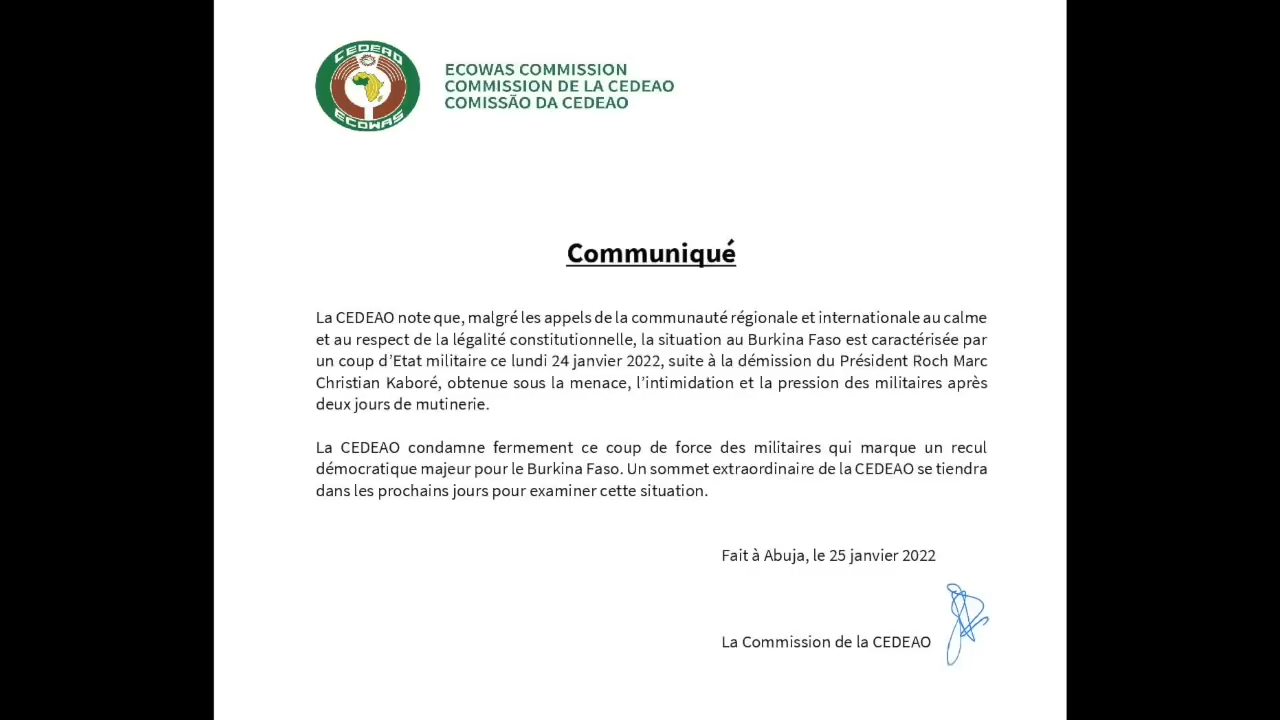 CEDEAO
ECOWAS
ECOWAS COMMISSION
COMMISSION DE LA CEDEAO
COMISSÃO DA CEDEAO
Communiqué
La CEDEAO note que, malgré les appels de la communauté régionale et internationale au calme
et au respect de la légalité constitutionnelle, la situation au Burkina Faso est caractérisée par
un coup d'Etat militaire ce lundi 24 janvier 2022, suite à la démission du Président Roch Marc
Christian Kaboré, obtenue sous la menace, l'intimidation et la pression des militaires après
deux jours de mutinerie.
La CEDEAO condamne fermement ce coup de force des militaires qui marque un recul
démocratique majeur pour le Burkina Faso. Un sommet extraordinaire de la CEDEAO se tiendra
dans les prochains jours pour examiner cette situation.
Fait à Abuja, le 25 janvier 2022
La Commission de la CEDEAO